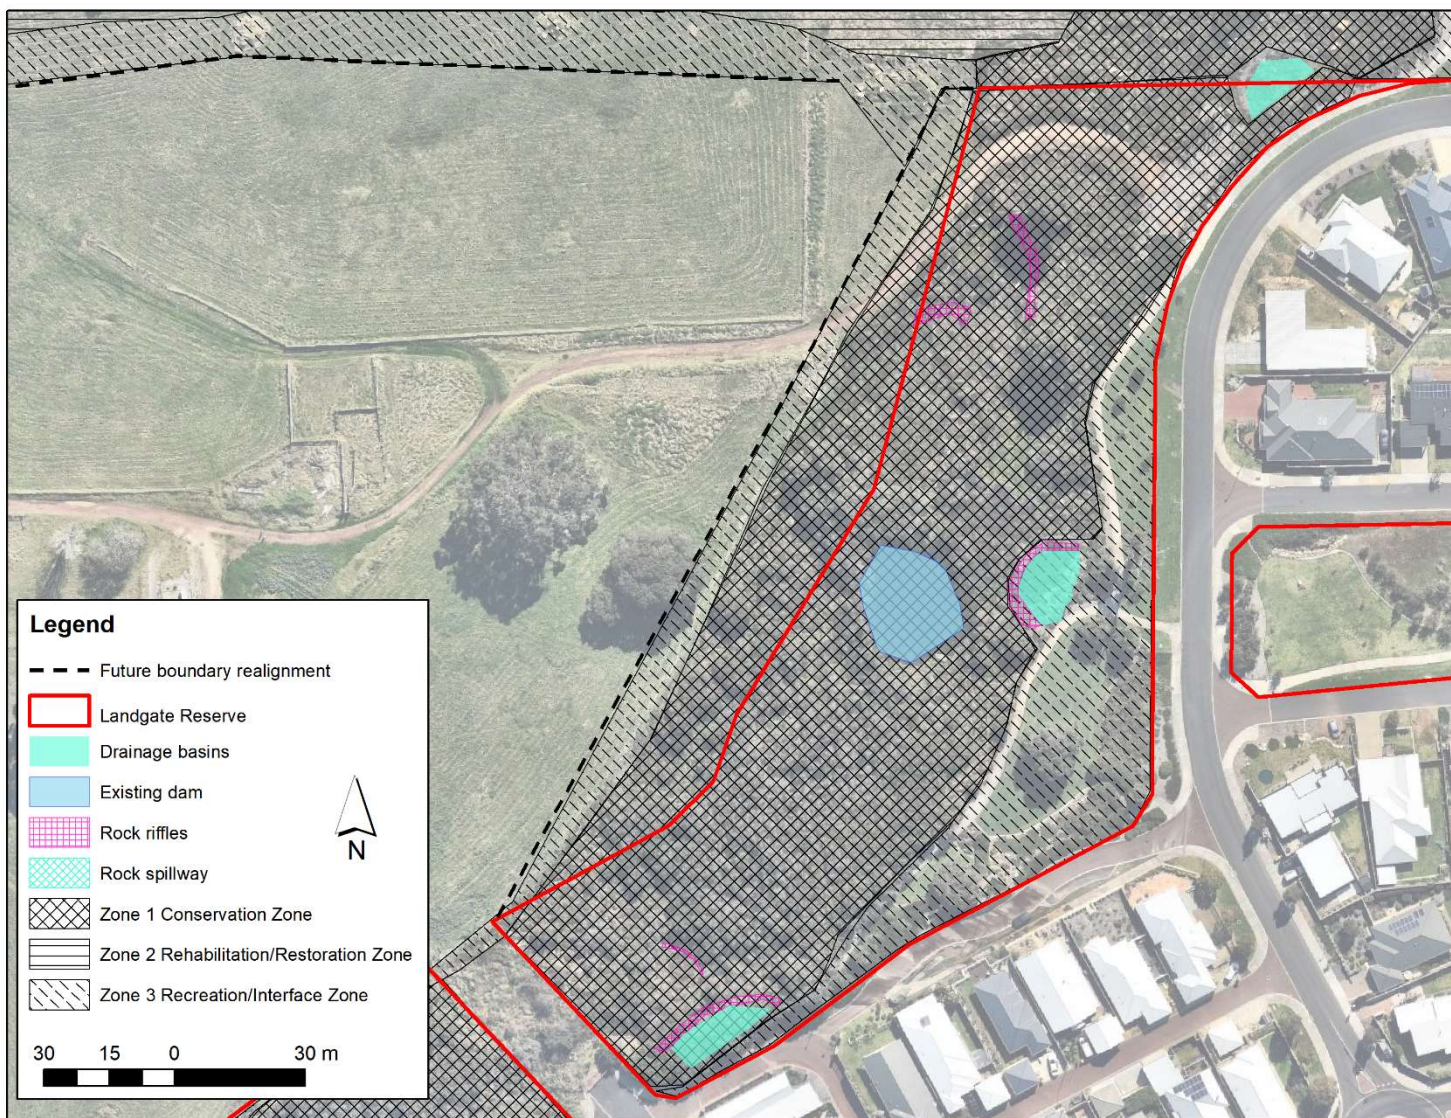 Legend
Future boundary realignment
Landgate Reserve
Drainage basins
Existing dam
Rock riffles
Rock spillway
Zone 1 Conservation Zone
Zone 2 Rehabilitation/Restoration Zone
Zone 3 Recreation/Interface Zone
N
30 15 0 30 m